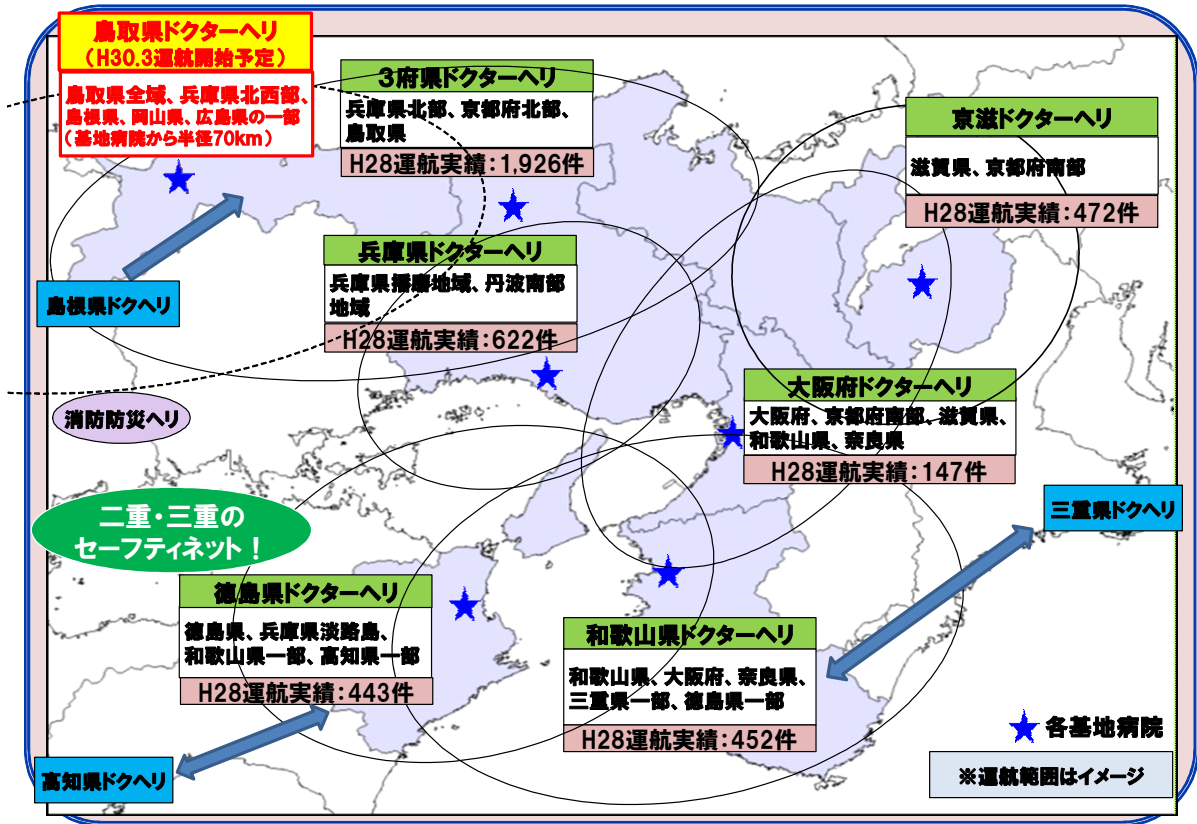 鳥取県ドクターヘリ
(H30.3運航開始予定)
鳥取県全域、兵庫県北西部、
島根県、岡山県、広島県の一部
(基地病院から半径70km)
3府県ドクターヘリ
兵庫県北部、京都府北部、
鳥取県
H28運航実績:1,926件
京滋ドクターヘリ
滋賀県、京都府南部
H28運航実績:472件
兵庫県ドクターヘリ
兵庫県播磨地域、丹波南部
地域
H28運航実績:622件
島根県ドクヘリ
大阪府ドクターヘリ
大阪府、京都府南部、滋賀県、
和歌山県、奈良県
H28運航実績:147件
消防防災ヘリ
二重・三重の
セーフティネット!
三重県ドクヘリ
徳島県ドクターヘリ
徳島県、兵庫県淡路島、
和歌山県一部、高知県一部
H28運航実績:443件
和歌山県ドクターヘリ
和歌山県、大阪府、奈良県、
三重県一部、徳島県一部
H28運航実績:452件
高知県ドクヘリ
各基地病院
※運航範囲はイメージ